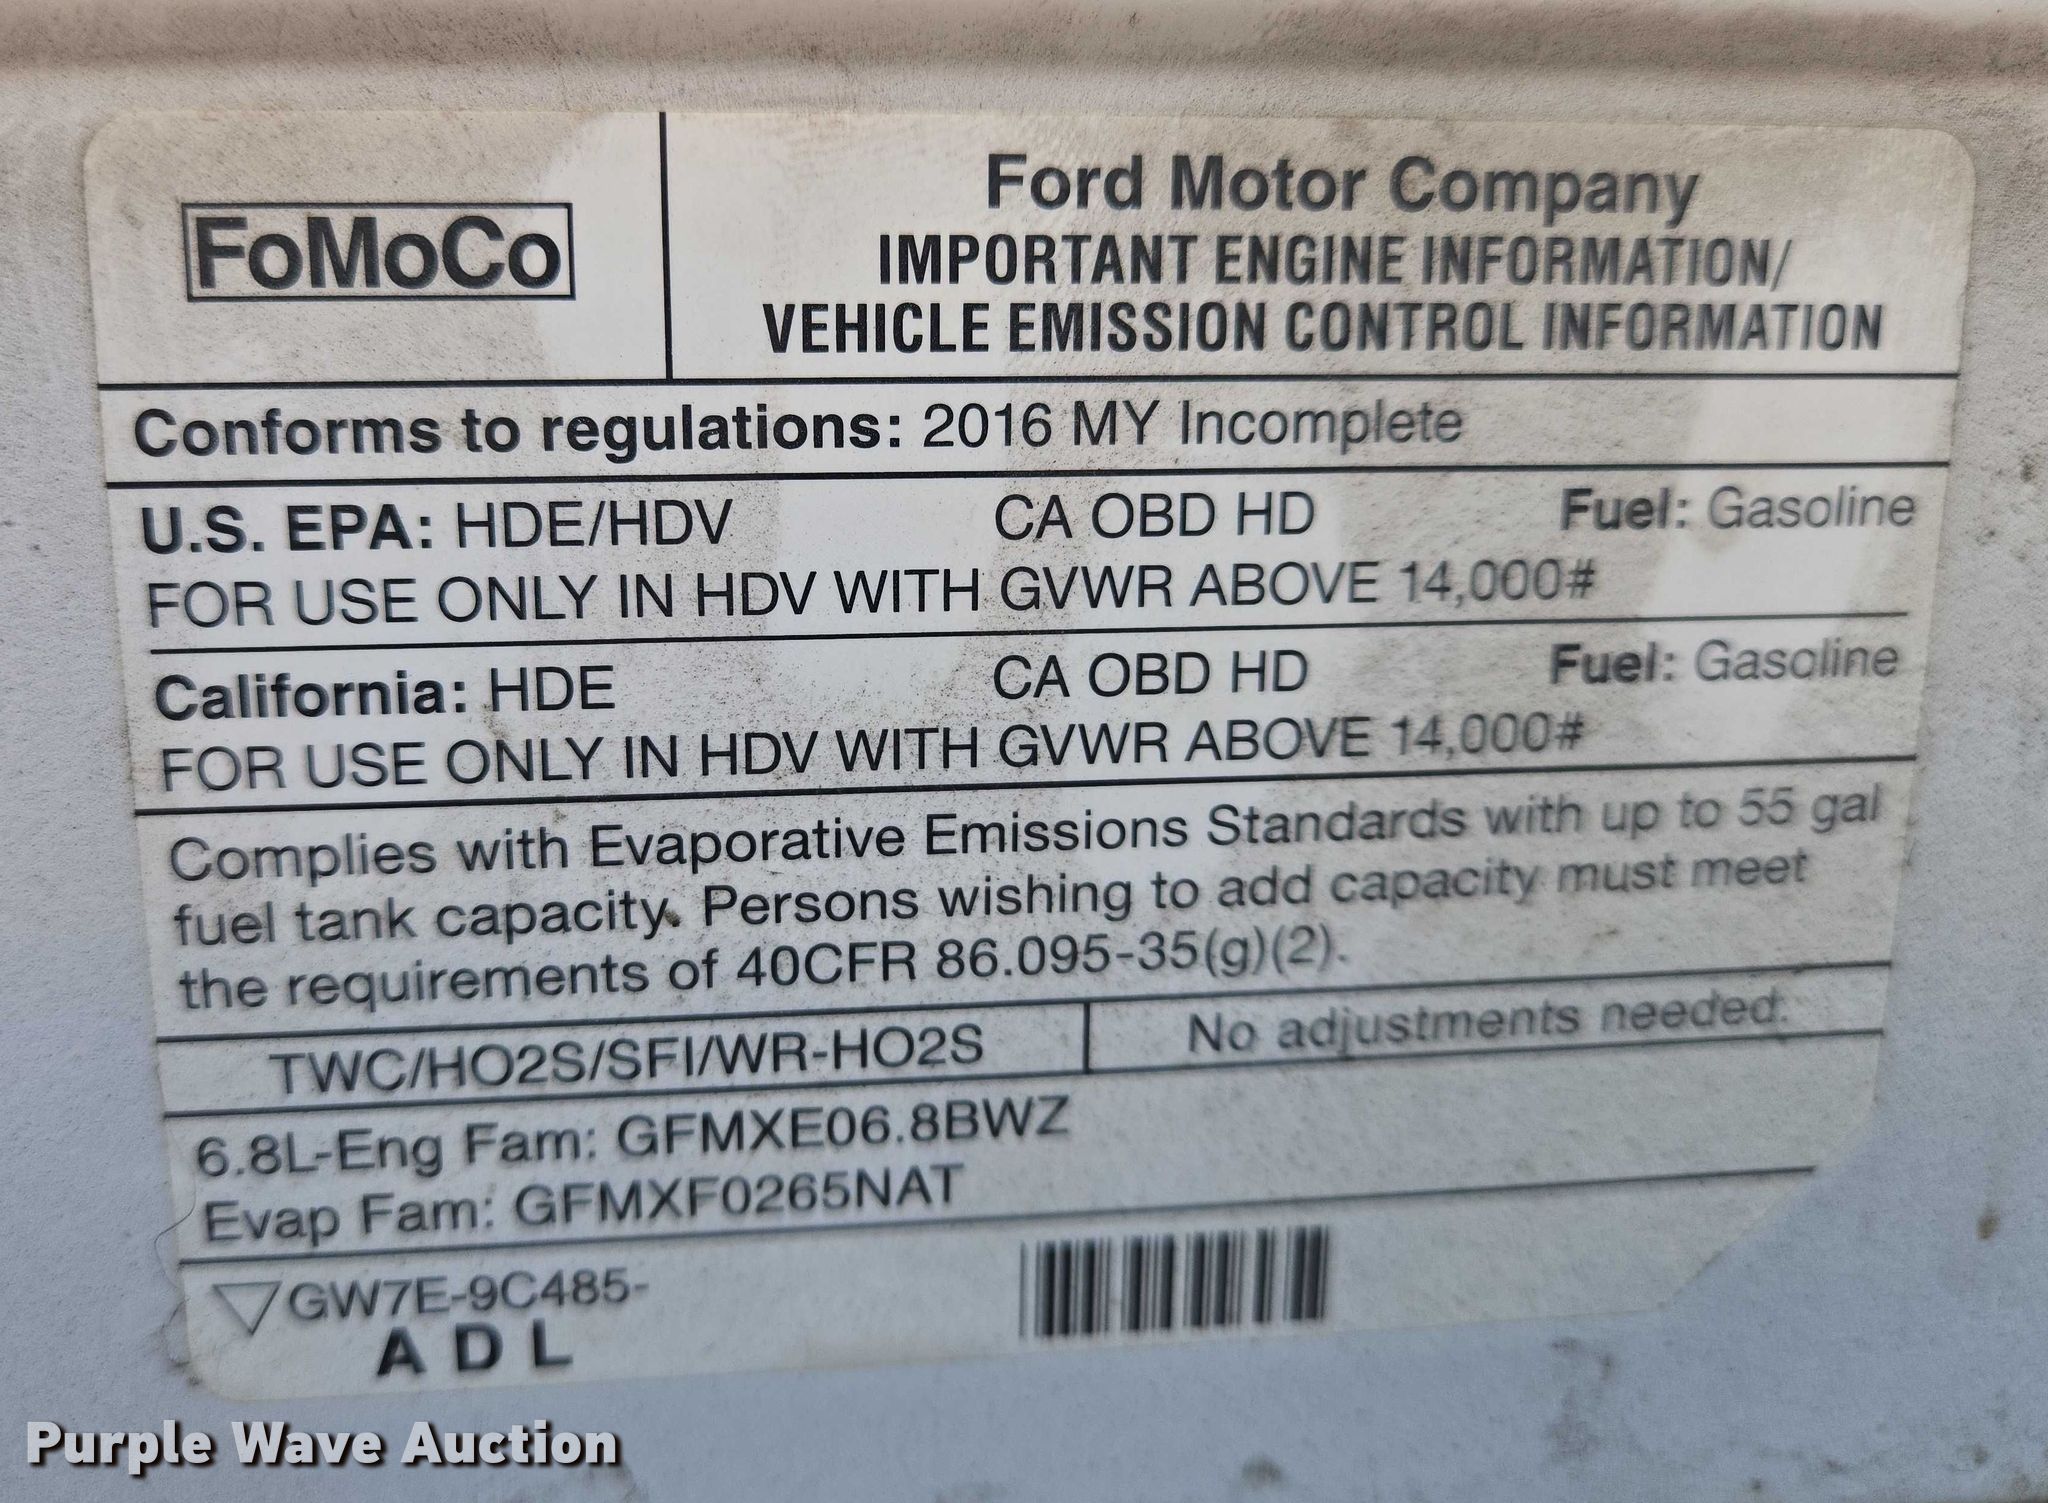 FoMoCo
Ford Motor Company
IMPORTANT ENGINE INFORMATION/
VEHICLE EMISSION CONTROL INFORMATION
Conforms to regulations: 2016 MY Incomplete
U.S. EPA: HDE/HDV CA OBD HD Fuel: Gasoline
FOR USE ONLY IN HDV WITH GVWR ABOVE 14,000#
California: HDE CA OBD HD Fuel: Gasoline
FOR USE ONLY IN HDV WITH GVWR ABOVE 14,000#
Complies with Evaporative Emissions Standards with up to 55 gal
fuel tank capacity. Persons wishing to add capacity must meet
the requirements of 40CFR 86.095-35(g)(2).
TWC/HO2S/SFI/WR-HO2S No adjustments needed.
6.8L-Eng Fam: GFMXE06.8BWZ
Evap Fam: GFMXF0265NAT
GW7E-9C485-
A D L
Purple Wave Auction